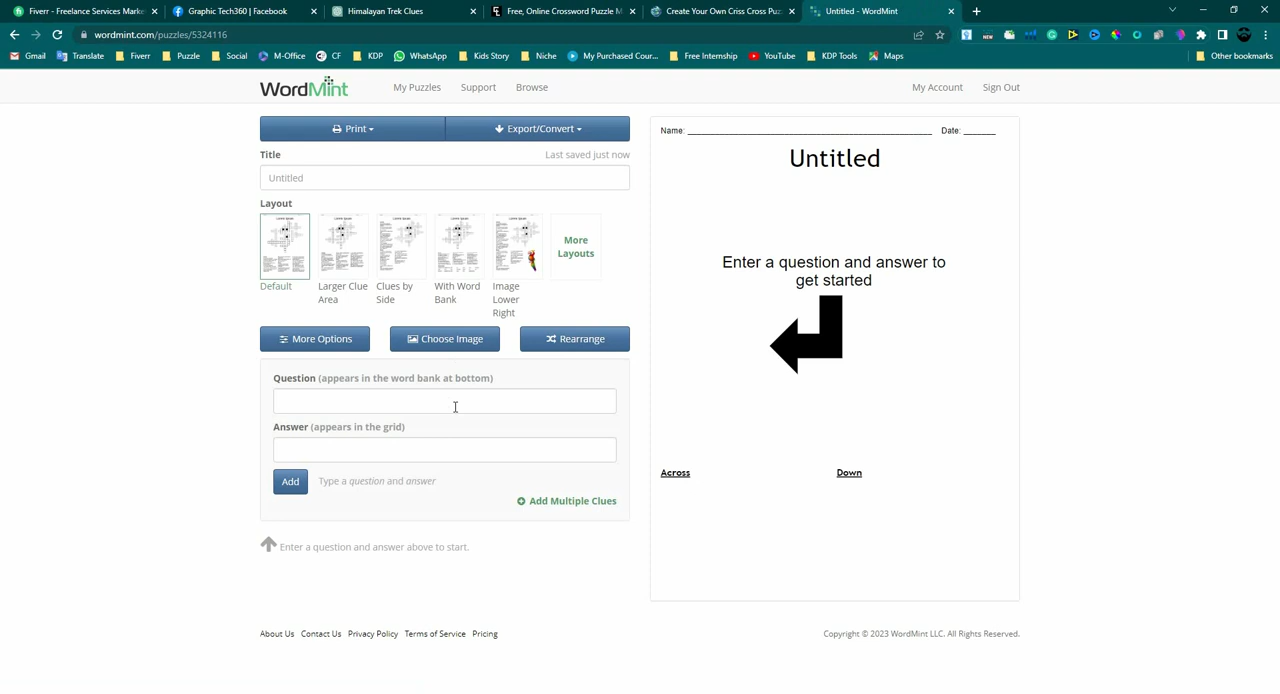 Fiverr - Freelance Services Marke
Graphic Tech360 | Facebook
Himalayan Trek Clues
Free, Online Crossword Puzzle M
Create Your Own Criss Cross Puz
Untitled - WordMint
wordmint.com/puzzles/5324116
Gmail Translate Fiverr Puzzle Social M-Office CF KDP WhatsApp Kids Story Niche My Purchased Cour... Free Internship YouTube KDP Tools Maps Other bookmarks
WordMint My Puzzles Support Browse My Account Sign Out
Print Export/Convert
Title Last saved just now
Untitled
Layout
Default
Larger Clue Area
Clues by Side
With Word Bank
Image Lower Right
More Layouts
More Options Choose Image Rearrange
Question (appears in the word bank at bottom)
Answer (appears in the grid)
Add Type a question and answer
Add Multiple Clues
Enter a question and answer above to start.
Name: Date:
Untitled
Enter a question and answer to
get started
Across Down
About Us Contact Us Privacy Policy Terms of Service Pricing
Copyright © 2023 WordMint LLC. All Rights Reserved.